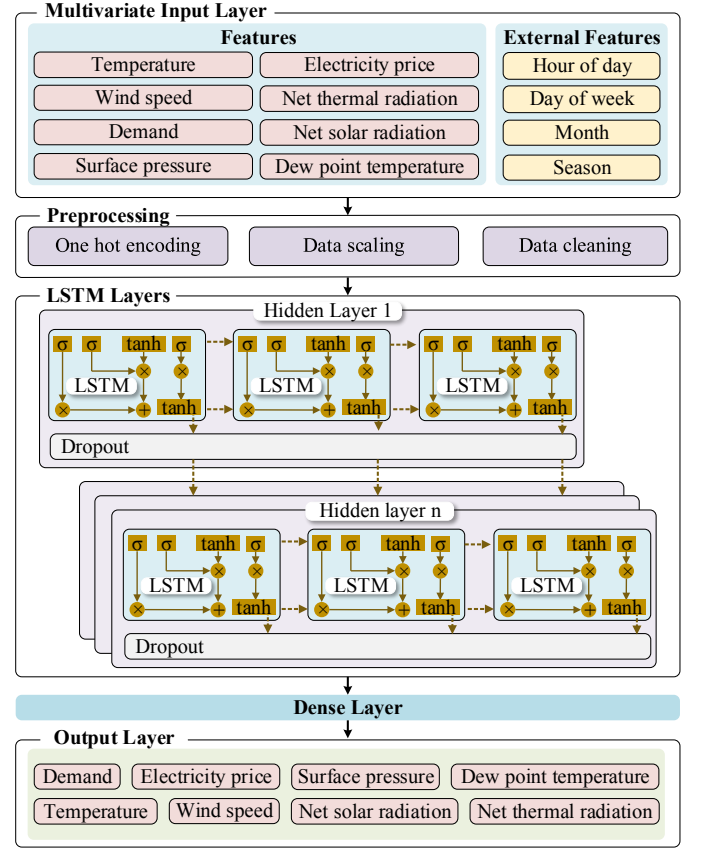 Multivariate Input Layer
Features
External Features
Temperature
Electricity price
Hour of day
Wind speed
Net thermal radiation
Day of week
Demand
Net solar radiation
Month
Surface pressure
Dew point temperature
Season
Preprocessing
One hot encoding
Data scaling
Data cleaning
LSTM Layers
Hidden Layer 1
σ σ tanh σ
σ σ tanh σ
σ σ tanh σ
×
×
×
×
×
×
LSTM
LSTM
LSTM
× + tanh
× + tanh
× + tanh
Dropout
Hidden layer n
σ σ tanh σ
σ σ tanh σ
σ σ tanh σ
×
×
×
×
×
×
LSTM
LSTM
LSTM
× + tanh
× + tanh
× + tanh
Dropout
Dense Layer
Output Layer
Demand
Electricity price
Surface pressure
Dew point temperature
Temperature
Wind speed
Net solar radiation
Net thermal radiation